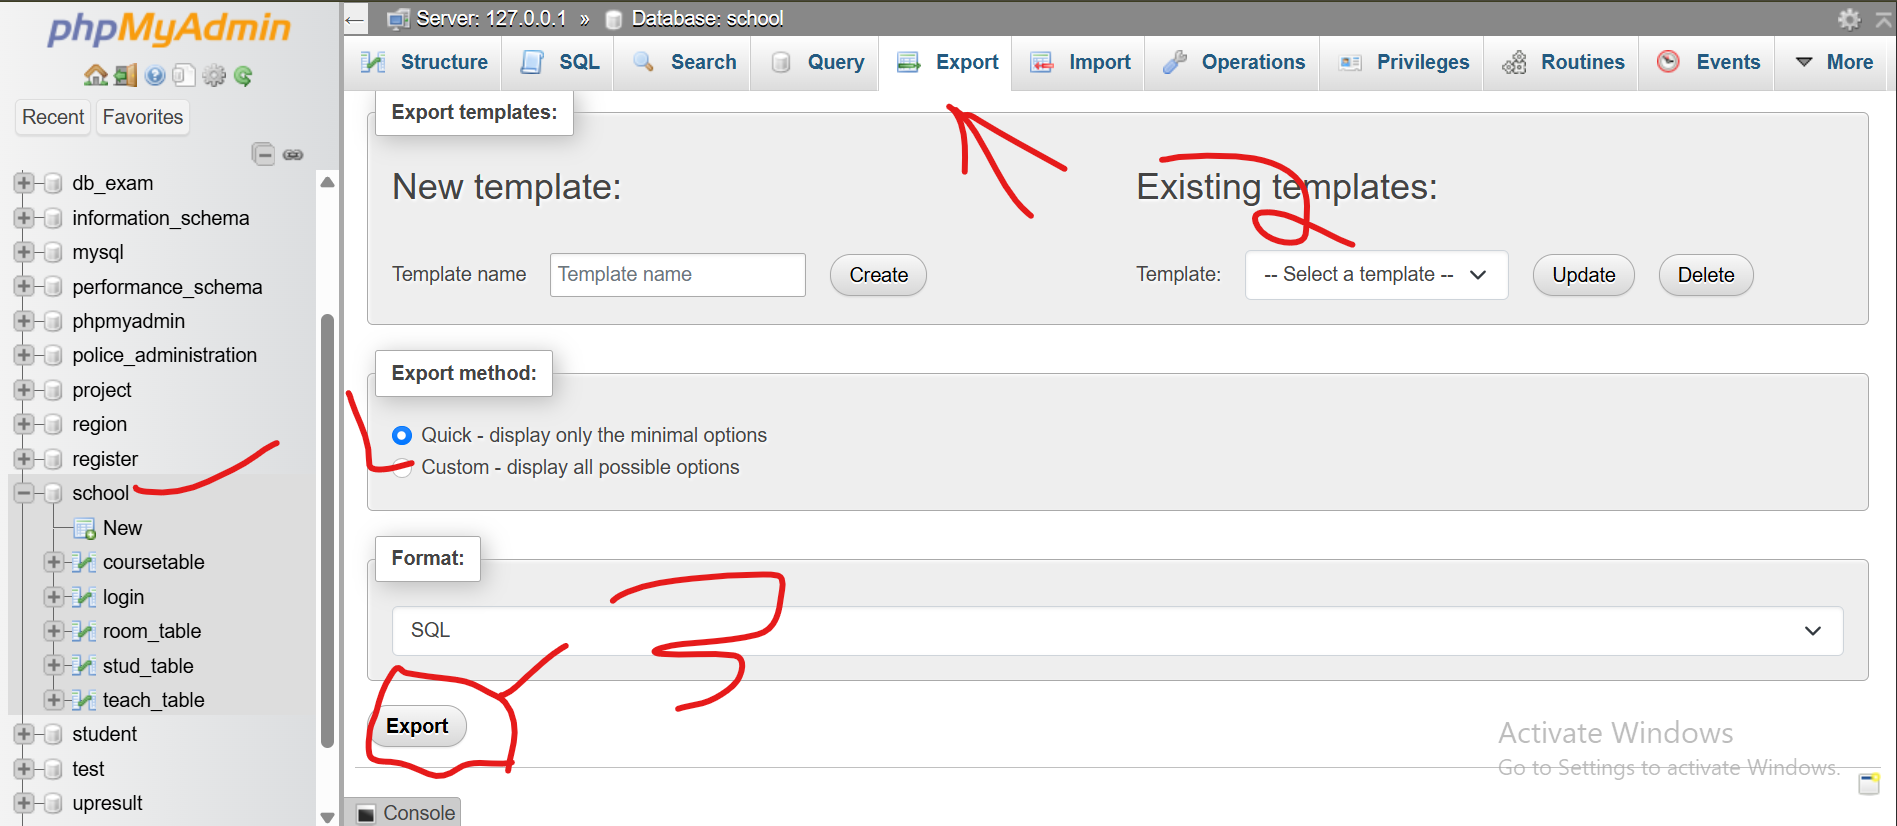 phpMyAdmin
Recent Favorites
db_exam
information_schema
mysql
performance_schema
phpmyadmin
police_administration
project
region
register
school
New
coursetable
login
room_table
stud_table
teach_table
student
test
upresult
Server: 127.0.0.1 » Database: school
Structure SQL Search Query Export Import Operations Privileges Routines Events More
Export templates:
New template:
Template name Template name Create
Existing templates:
2
Template: -- Select a template -- Update Delete
Export method:
Quick - display only the minimal options
Custom - display all possible options
Format:
SQL
3
Export
Activate Windows
Go to Settings to activate Windows.
Console